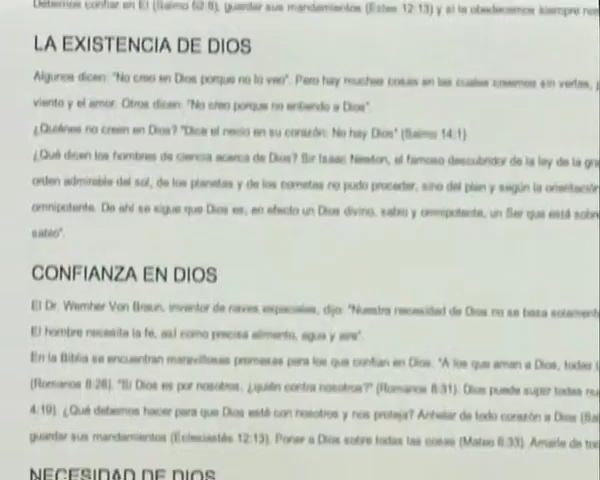 Debemos confiar en El (Salmo 62:8), guardar sus mandamientos (Ecles 12:13) y si le obedecemos siempre nos
LA EXISTENCIA DE DIOS
Algunos dicen: "No creo en Dios porque no lo veo". Pero hay muchas cosas en las cuales creemos sin verlas,
viento y el amor. Otros dicen: "No creo porque no entiendo a Dios".
¿Quiénes no creen en Dios? "Dice el necio en su corazón: No hay Dios" (Salmo 14:1)
¿Qué dicen los hombres de ciencia acerca de Dios? Sir Isaac Newton, el famoso descubridor de la ley de la
orden admirable del sol, de los planetas y de los cometas no pudo proceder, sino del plan y según la orientación
omnipotente. De ahí se sigue que Dios es, en efecto un Dios divino, sabio y omnipotente, un Ser que está
sabio".
CONFIANZA EN DIOS
El Dr. Wernher Von Braun, inventor de naves espaciales, dijo: "Nuestra necesidad de Dios no se basa
El hombre necesita la fe, así como precisa alimento, agua y aire".
En la Biblia se encuentran maravillosas promesas para los que confían en Dios. "A los que aman a Dios, todas
(Romanos 8:28). "Si Dios es por nosotros, ¿quién contra nosotros?" (Romanos 8:31). Dios puede suplir todas
4:19). ¿Qué debemos hacer para que Dios esté con nosotros y nos proteja? Anhelar de todo corazón a Dios
guardar sus mandamientos (Eclesiastés 12:13). Poner a Dios sobre todas las cosas (Mateo 6:33). Amarle de
NECESIDAD DE DIOS